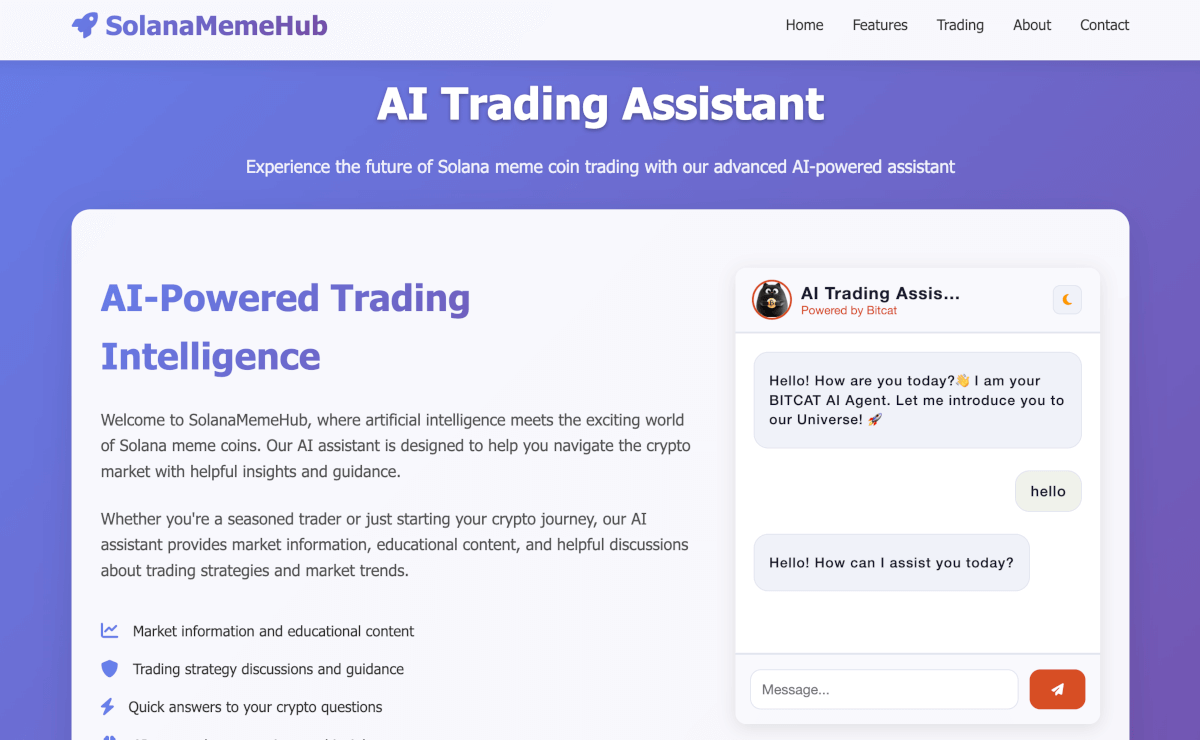 SolanaMemeHub
Home
Features
Trading
About
Contact
AI Trading Assistant
Experience the future of Solana meme coin trading with our advanced AI-powered assistant
AI-Powered Trading
Intelligence
Welcome to SolanaMemeHub, where artificial intelligence meets the exciting world
of Solana meme coins. Our AI assistant is designed to help you navigate the crypto
market with helpful insights and guidance.
Whether you're a seasoned trader or just starting your crypto journey, our AI
assistant provides market information, educational content, and helpful discussions
about trading strategies and market trends.
Market information and educational content
Trading strategy discussions and guidance
Quick answers to your crypto questions
AI Trading Assis...
Powered by Bitcat
Hello! How are you today?👋 I am your
BITCAT AI Agent. Let me introduce you to
our Universe! 🚀
hello
Hello! How can I assist you today?
Message...